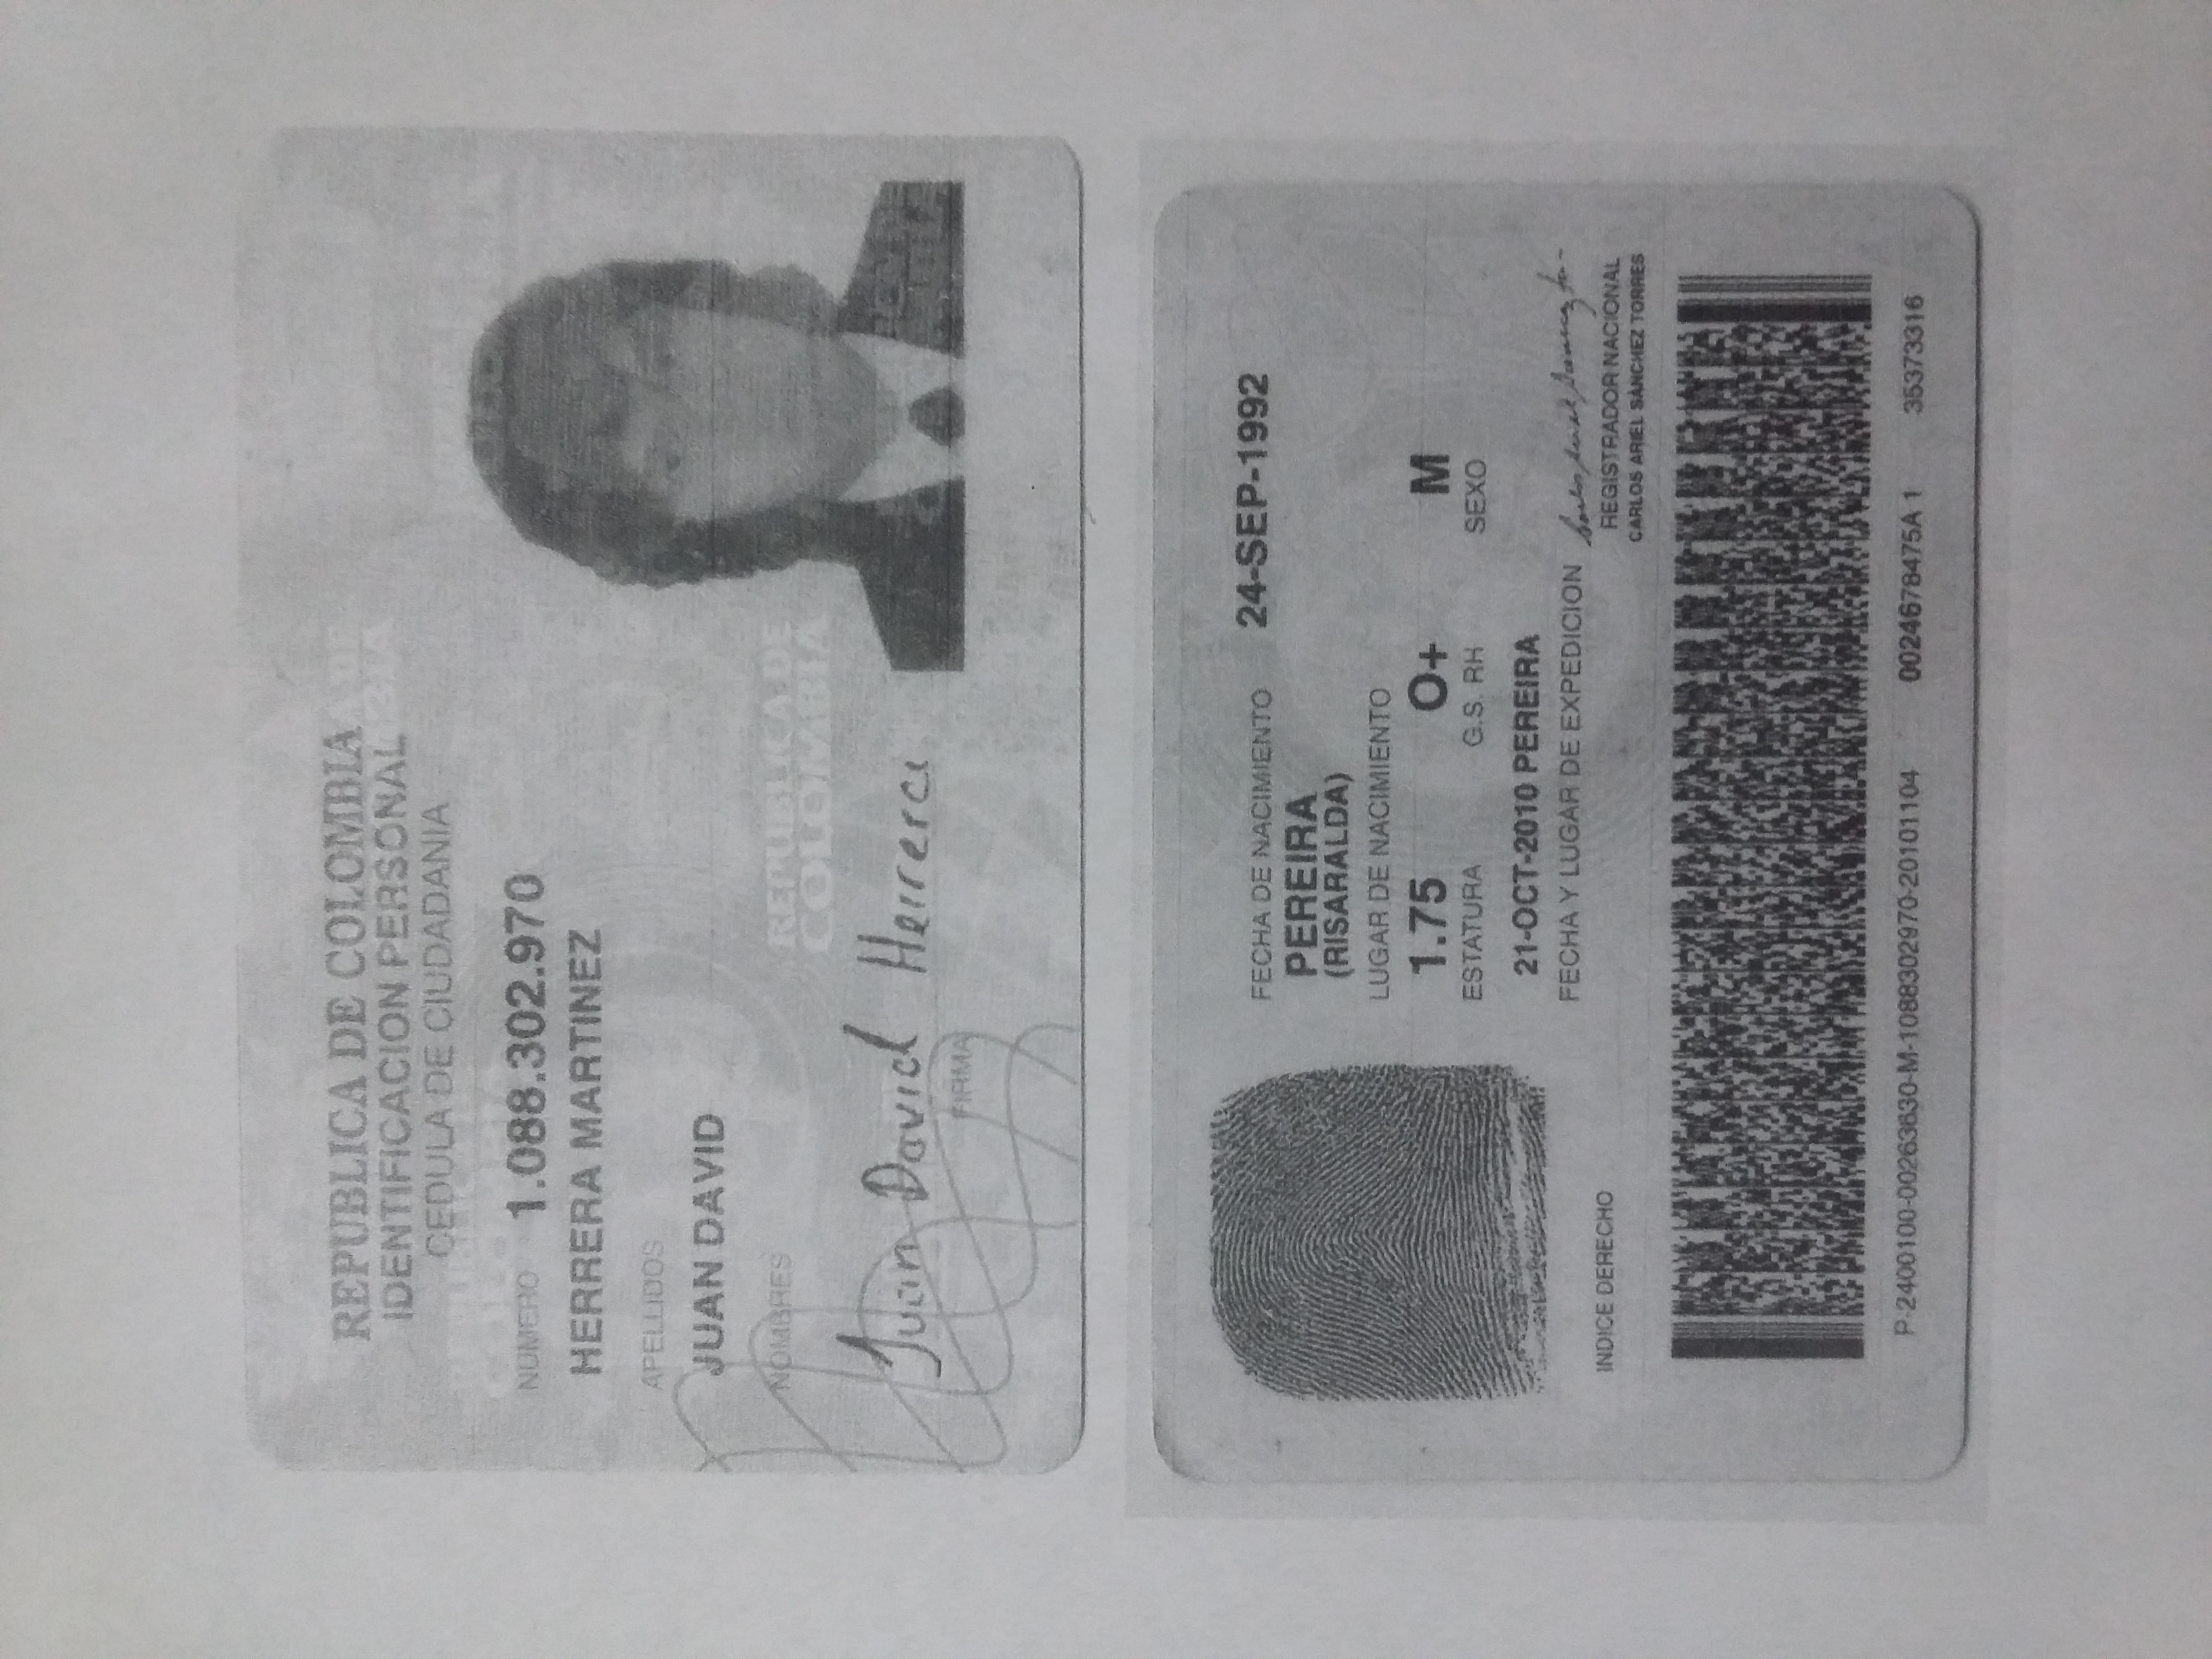 REPUBLICA DE COLOMBIA
IDENTIFICACION PERSONAL
CEDULA DE CIUDADANIA
NUMERO 1.088.302.970
HERRERA MARTINEZ
APELLIDOS
JUAN DAVID
NOMBRES
REPUBLICA DE
COLOMBIA
Juan David Herrera
FIRMA
FECHA DE NACIMIENTO 24-SEP-1992
PEREIRA
(RISARALDA)
LUGAR DE NACIMIENTO
1.75 O+ M
ESTATURA G.S. RH SEXO
21-OCT-2010 PEREIRA
FECHA Y LUGAR DE EXPEDICION
INDICE DERECHO
REGISTRADOR NACIONAL
CARLOS ARIEL SÁNCHEZ TORRES
P-2400100-00263630-M-1088302970-20101104 0024678475A 1 35373316